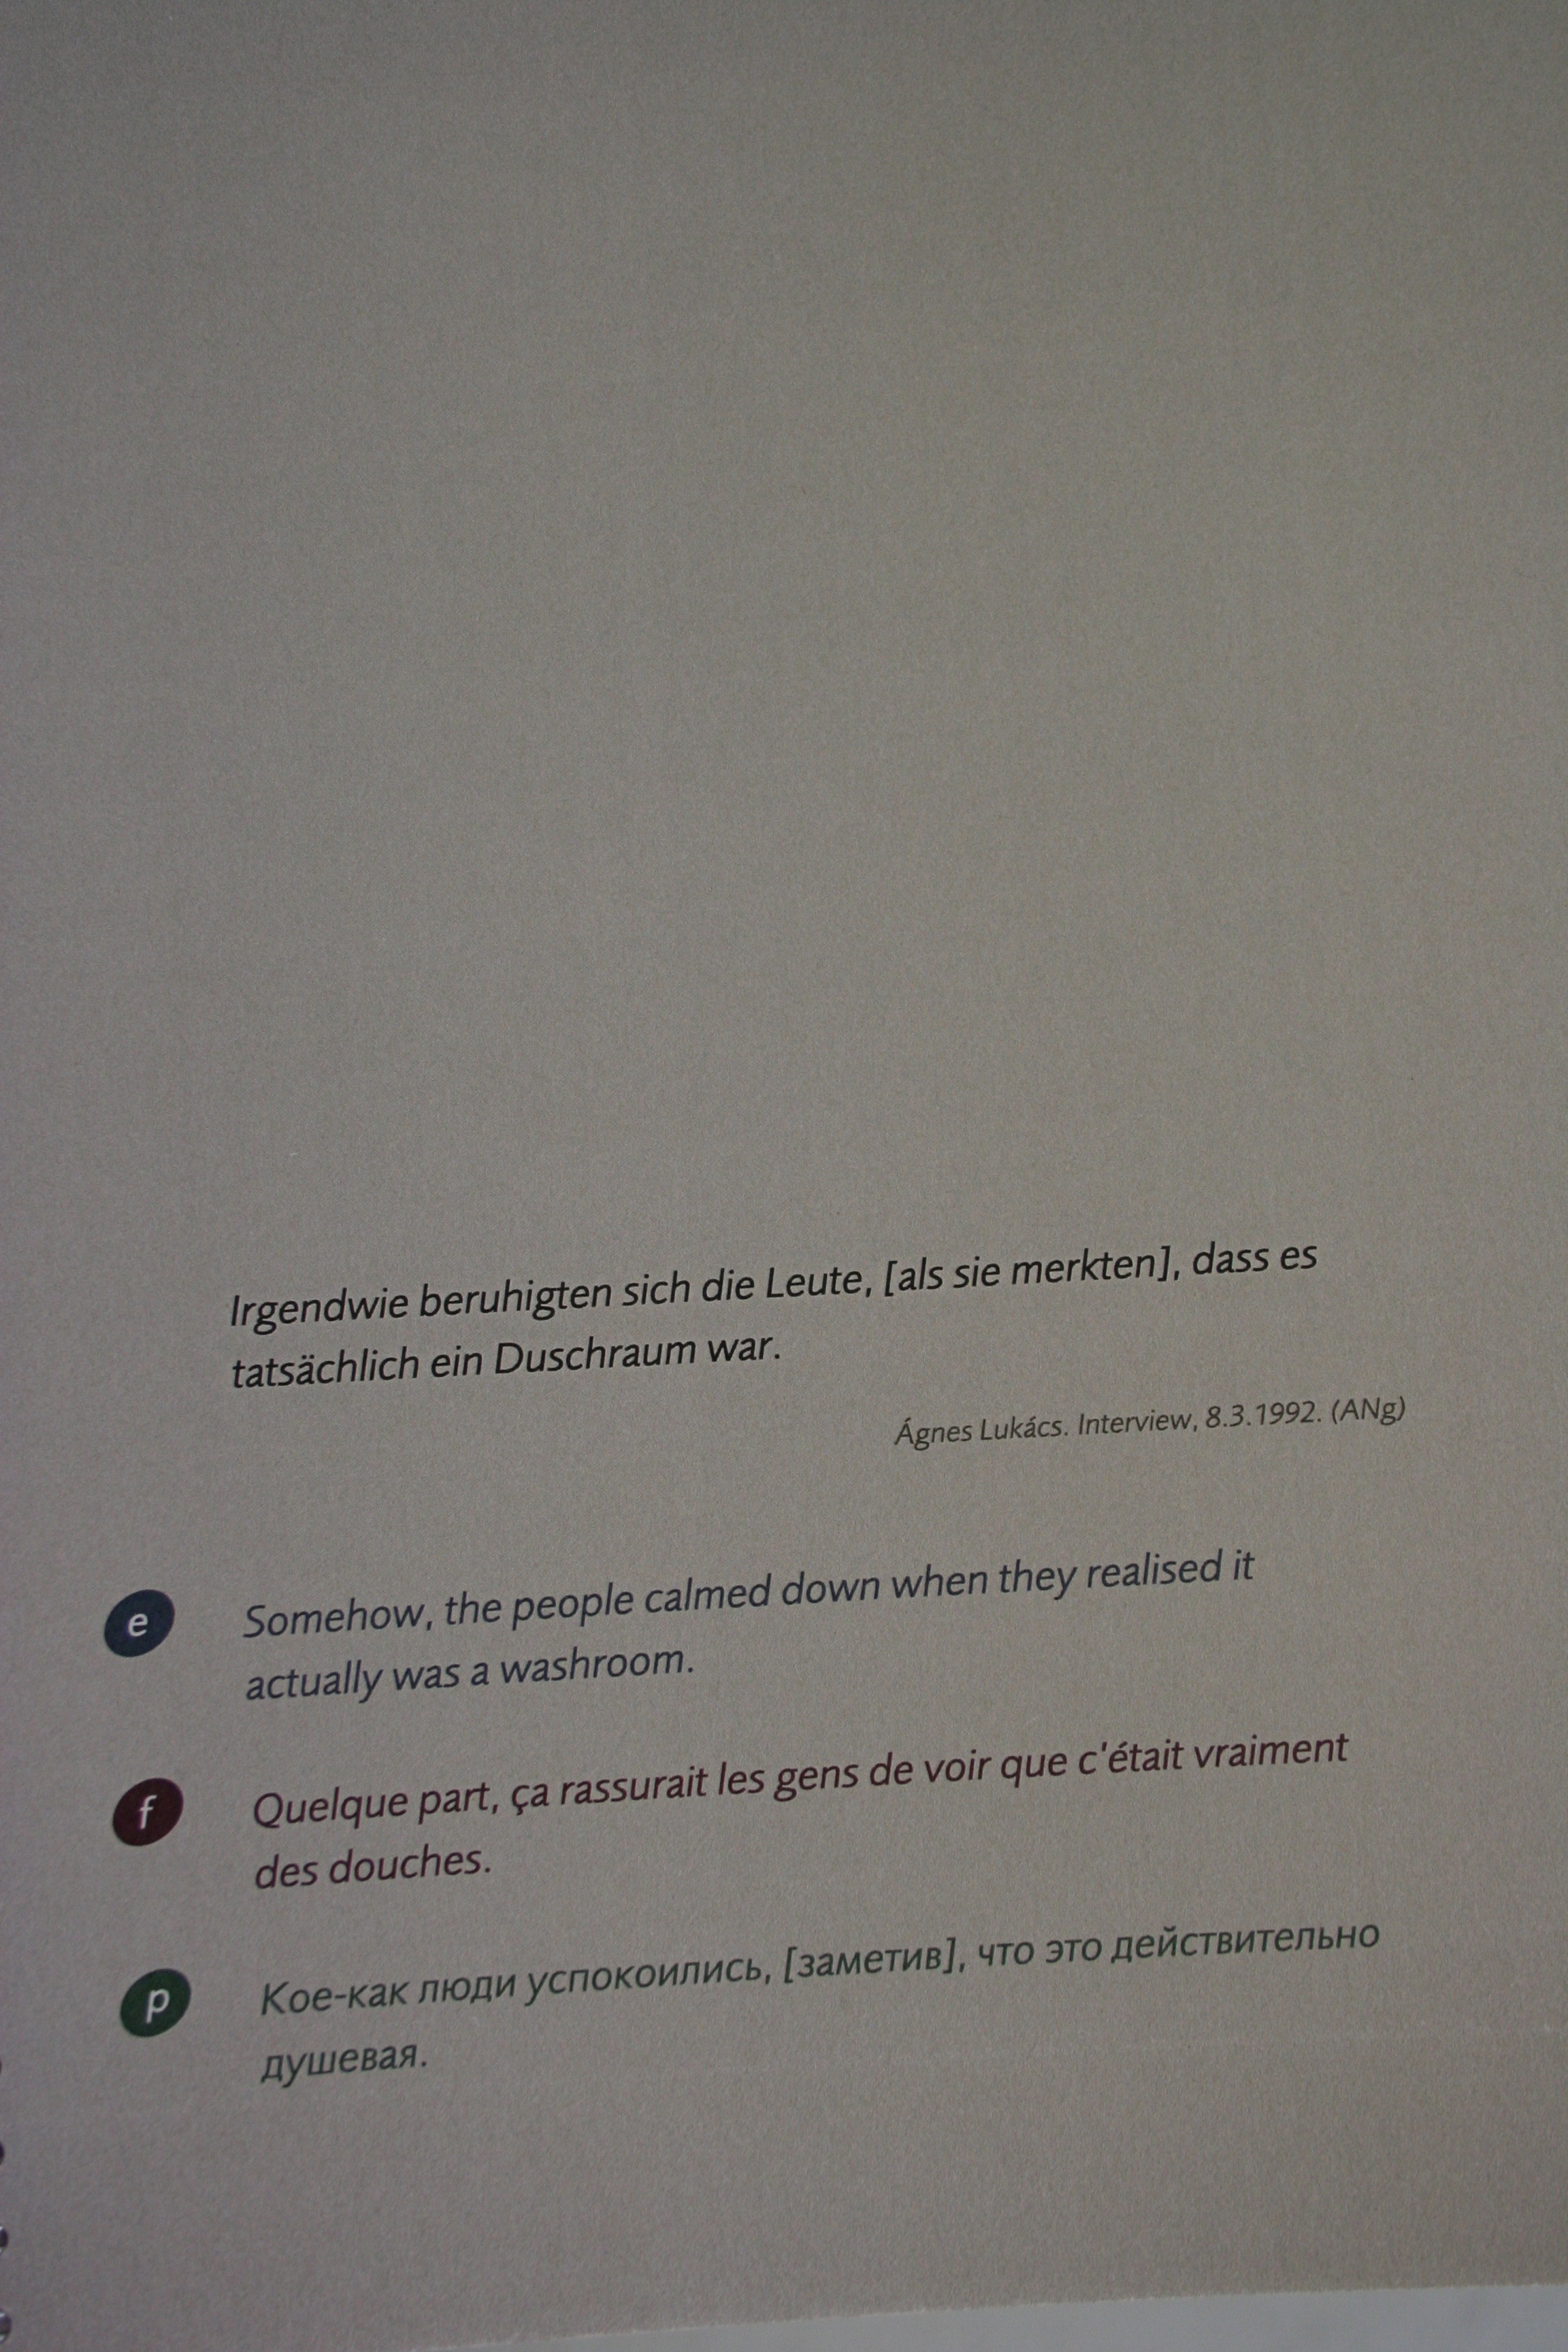 Irgendwie beruhigten sich die Leute, [als sie merkten], dass es
tatsächlich ein Duschraum war.
Ágnes Lukács. Interview, 8.3.1992. (ANg)
e
Somehow, the people calmed down when they realised it
actually was a washroom.
f
Quelque part, ça rassurait les gens de voir que c'était vraiment
des douches.
р
Кое-как люди успокоились, [заметив], что это действительно
душевая.